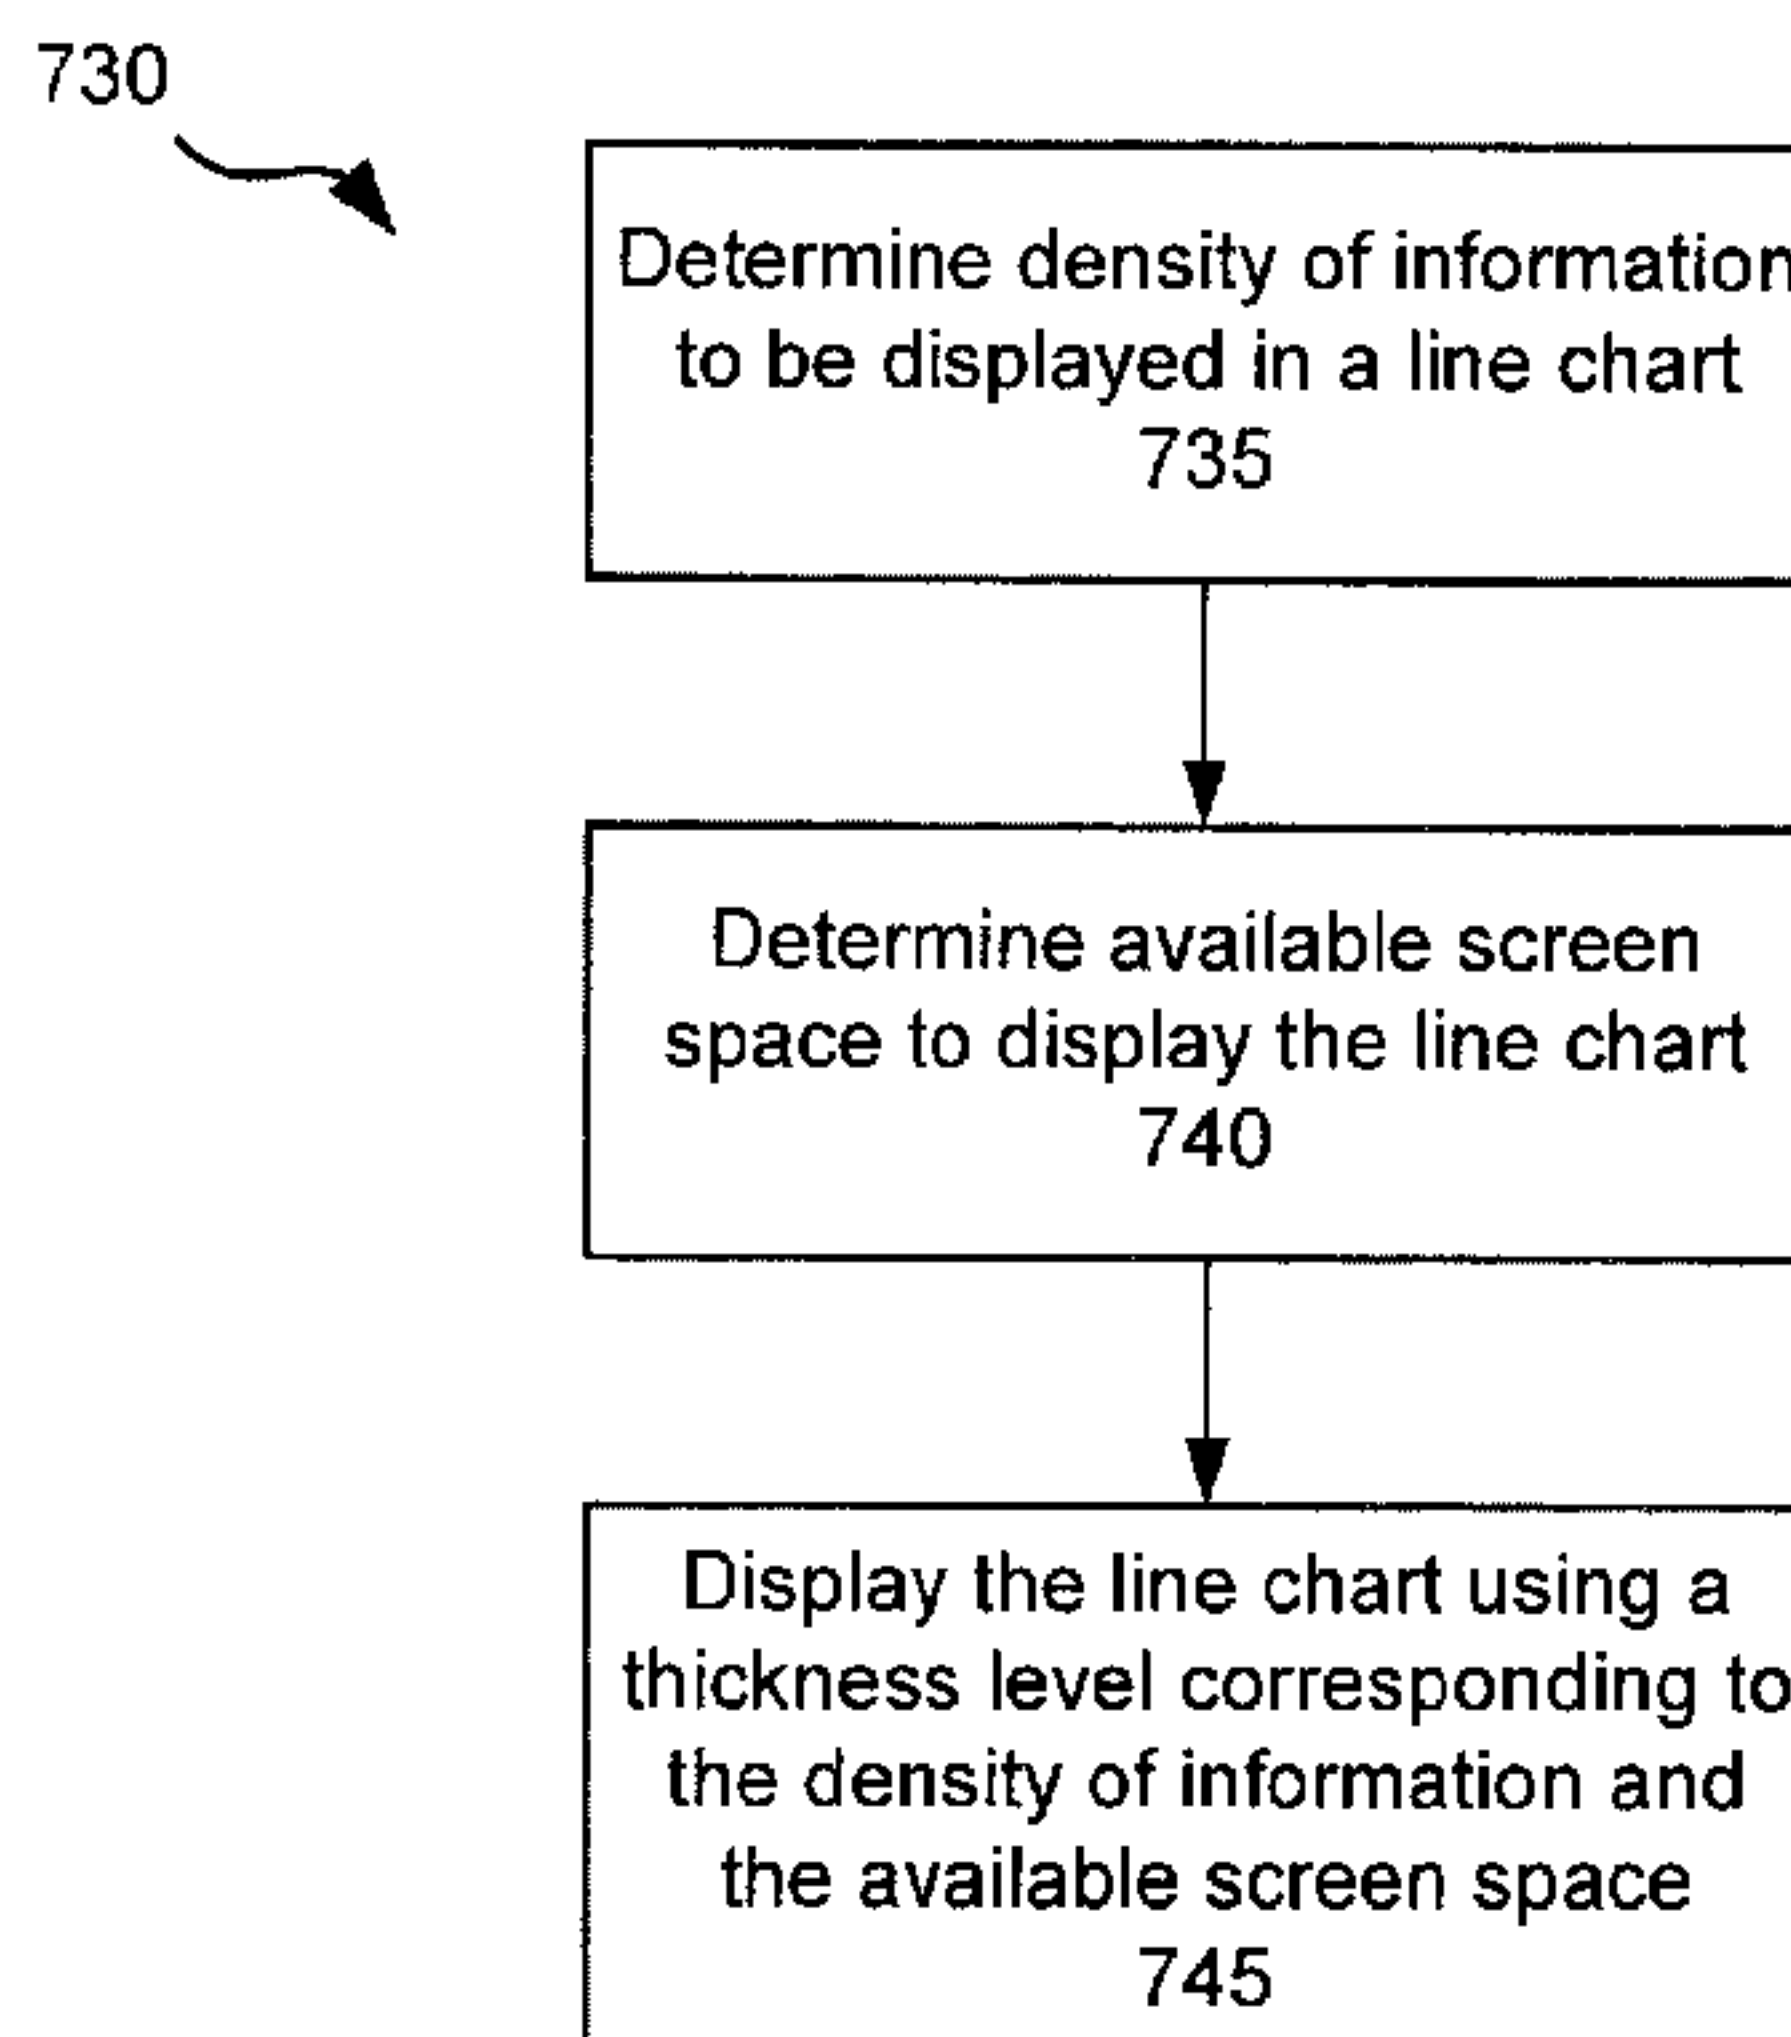 730
Determine density of information
to be displayed in a line chart
735
Determine available screen
space to display the line chart
740
Display the line chart using a
thickness level corresponding to
the density of information and
the available screen space
745